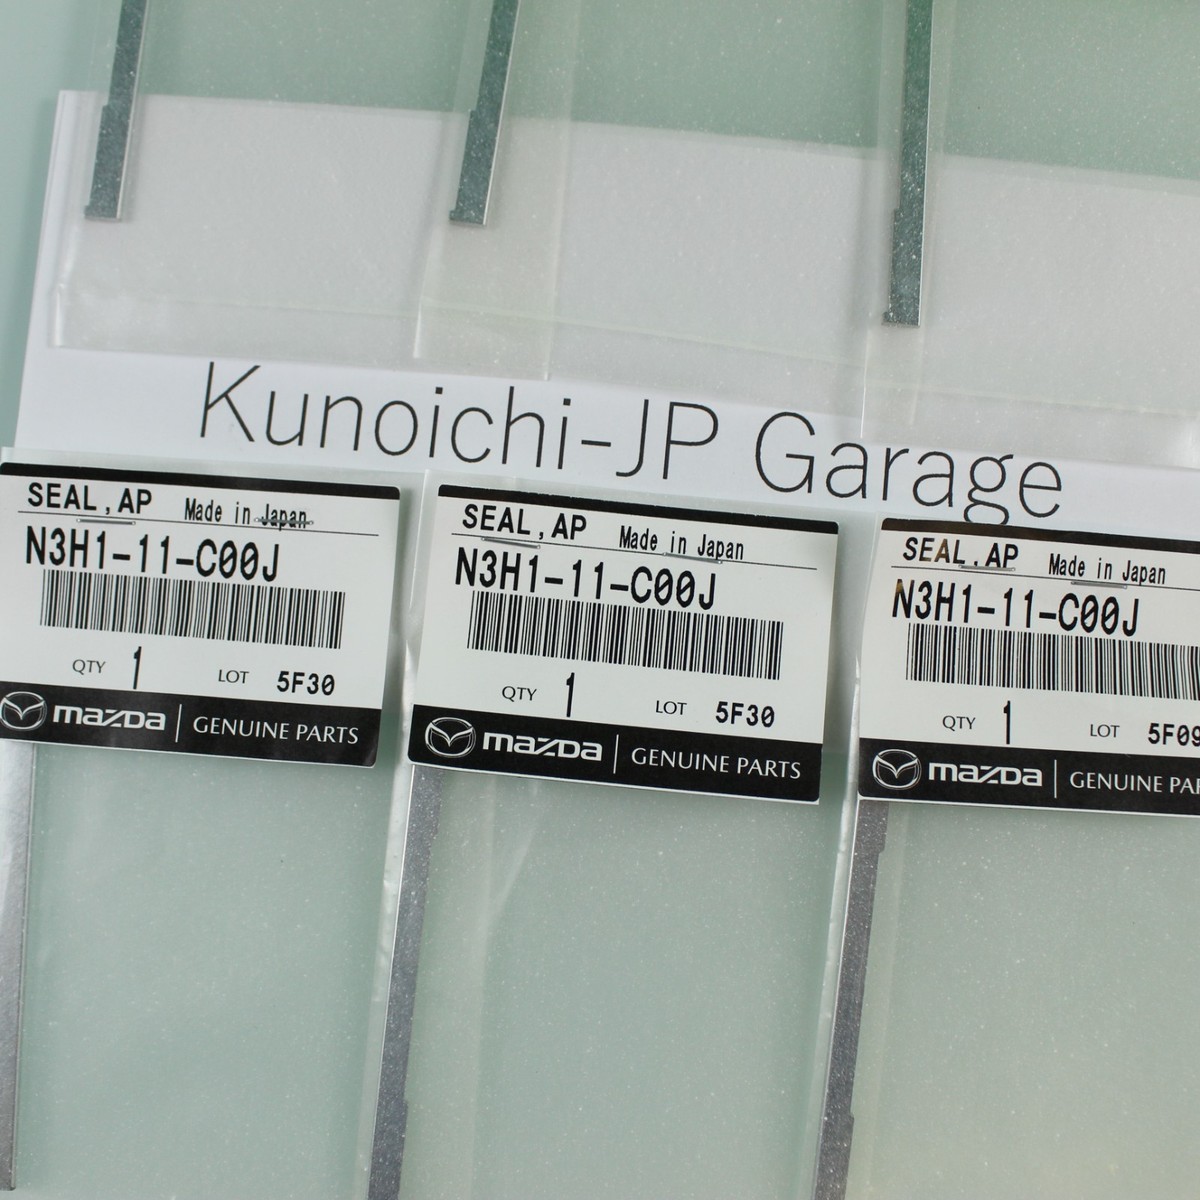 Kunoichi-JP Garage
SEAL,AP Made in Japan
N3H1-11-C00J
QTY 1 LOT 5F30
mazda GENUINE PARTS
SEAL,AP Made in Japan
N3H1-11-C00J
QTY 1 LOT 5F30
mazda GENUINE PARTS
SEAL,AP Made in Japan
N3H1-11-C00J
QTY 1 LOT 5F09
mazda GENUINE